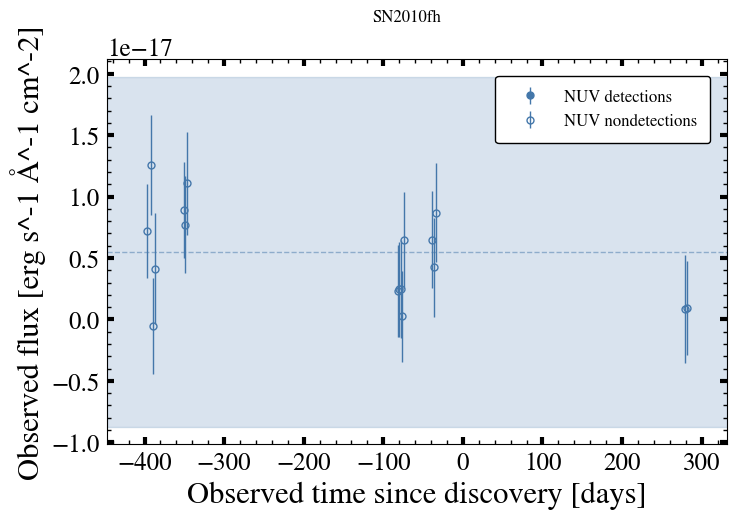 SN2010fh
1e−17
Observed flux [erg s^-1 Å^-1 cm^-2]
2.0
1.5
1.0
0.5
0.0
−0.5
−1.0
NUV detections
NUV nondetections
−400 −300 −200 −100 0 100 200 300
Observed time since discovery [days]